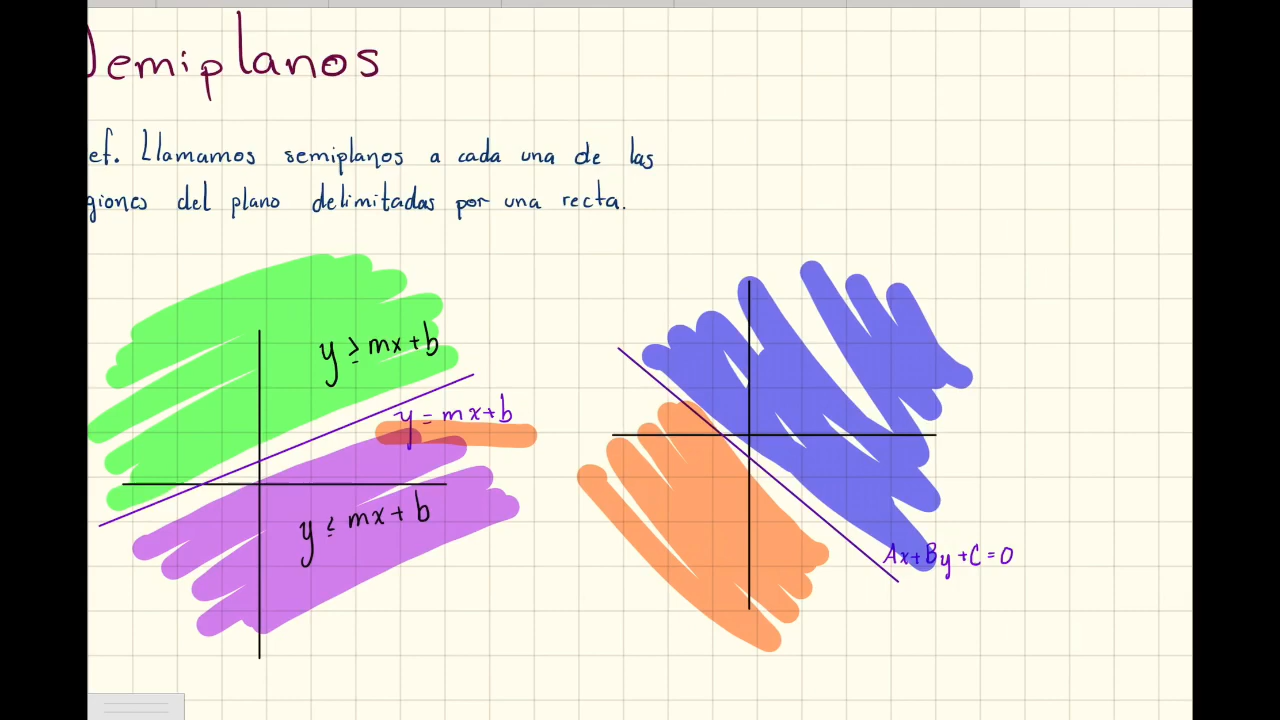 Semiplanos
ef. Llamamos semiplanos a cada una de las
giones del plano delimitadas por una recta.
y ≥ mx+b
y = mx+b
y ≤ mx+b
Ax+By+C=0